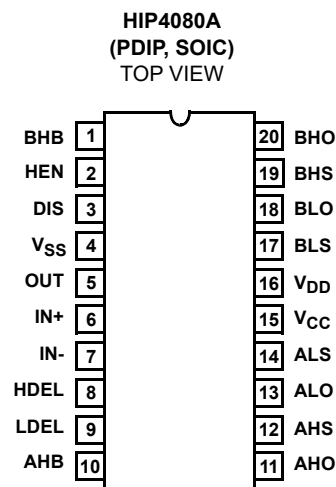 HIP4080A
(PDIP, SOIC)
TOP VIEW
BHB 1 20 BHO
HEN 2 19 BHS
DIS 3 18 BLO
VSS 4 17 BLS
OUT 5 16 VDD
IN+ 6 15 VCC
IN- 7 14 ALS
HDEL 8 13 ALO
LDEL 9 12 AHS
AHB 10 11 AHO